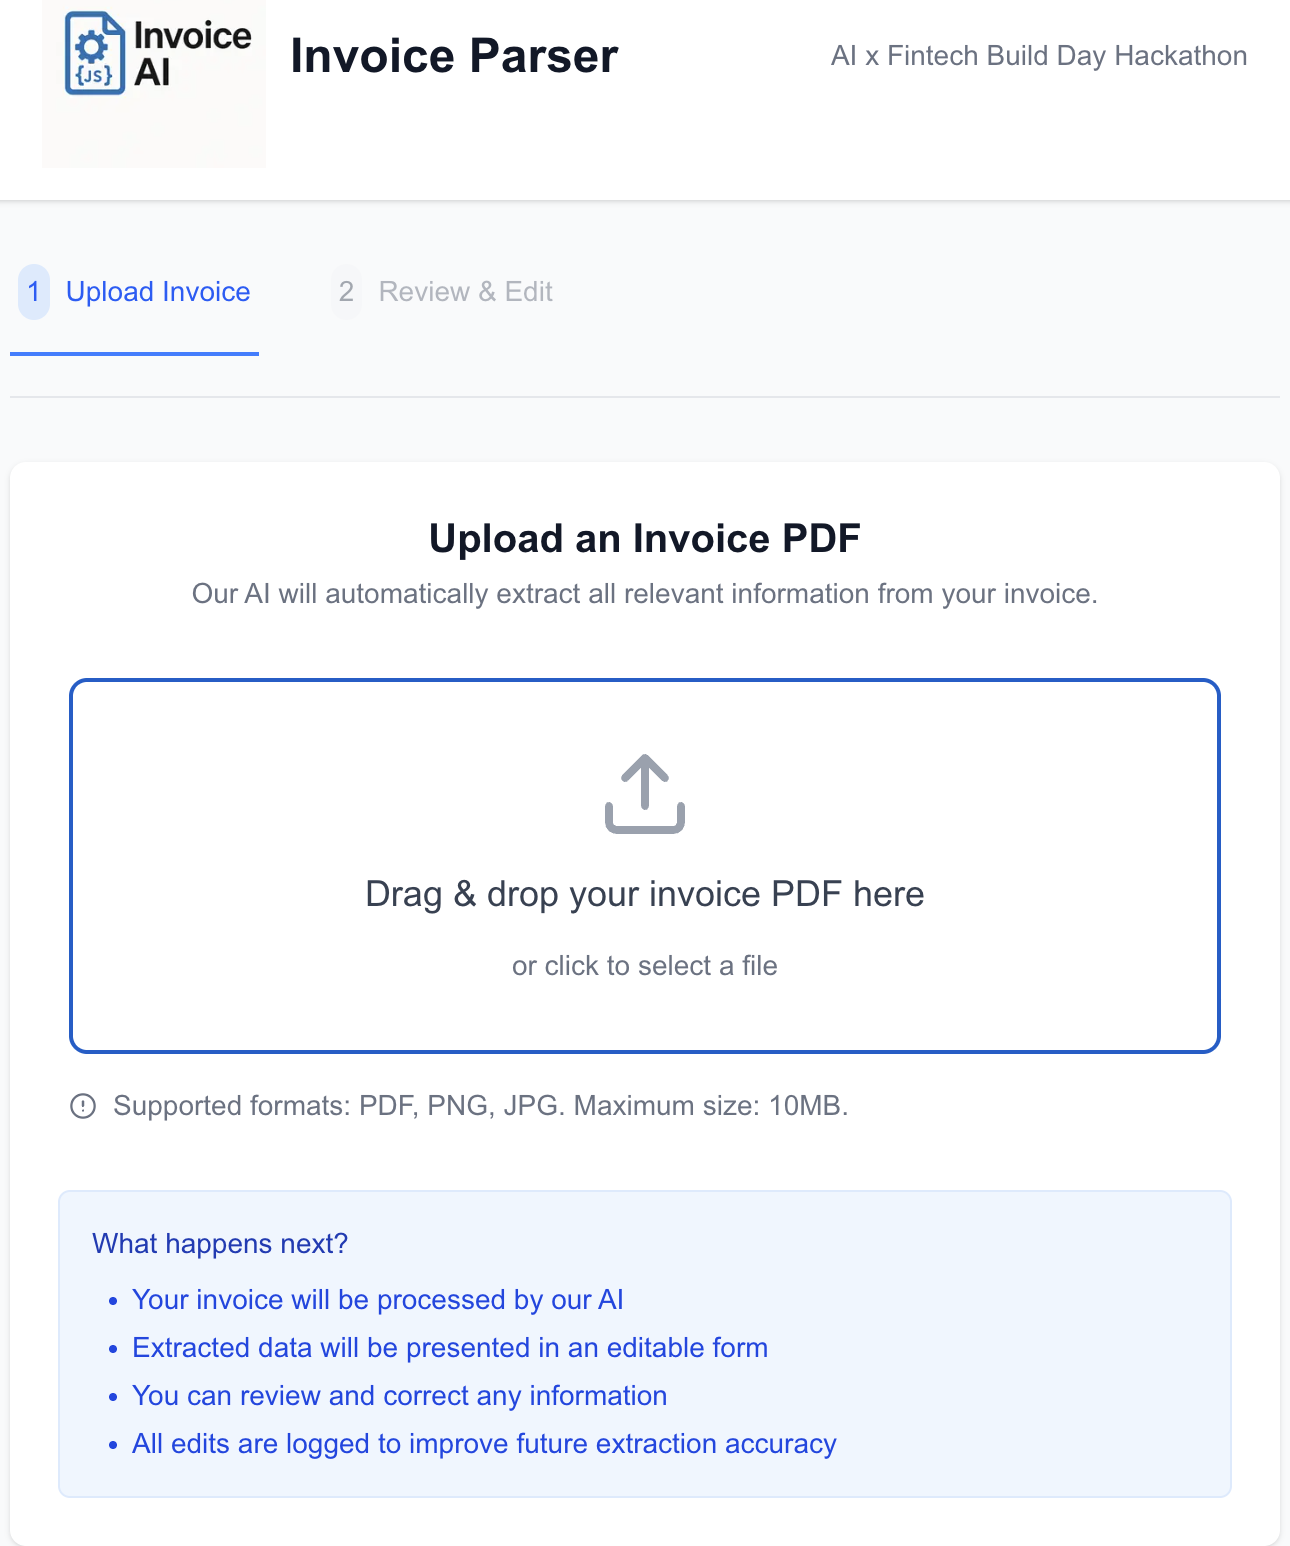 Invoice
AI
{JS}
Invoice Parser
AI x Fintech Build Day Hackathon
1 Upload Invoice
2 Review & Edit
Upload an Invoice PDF
Our AI will automatically extract all relevant information from your invoice.
Drag & drop your invoice PDF here
or click to select a file
Supported formats: PDF, PNG, JPG. Maximum size: 10MB.
What happens next?
• Your invoice will be processed by our AI
• Extracted data will be presented in an editable form
• You can review and correct any information
• All edits are logged to improve future extraction accuracy